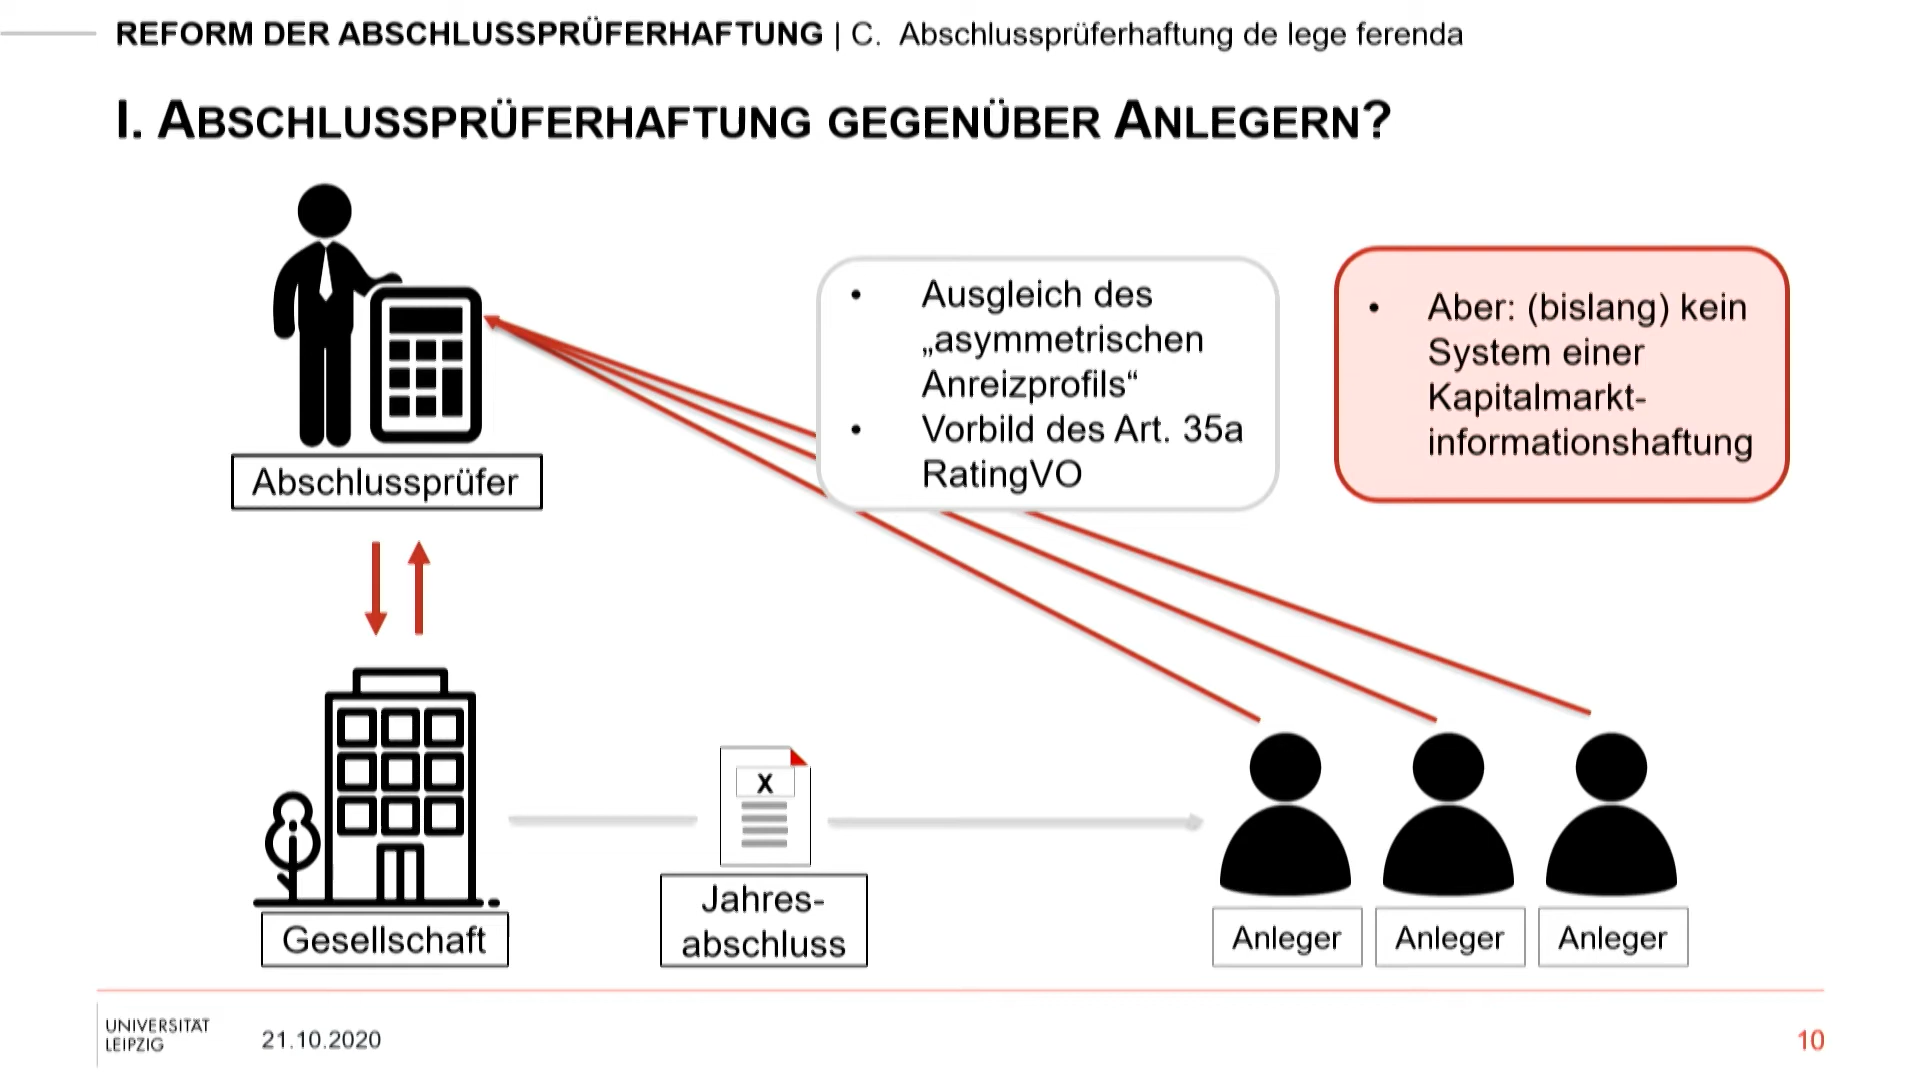 REFORM DER ABSCHLUSSPRÜFERHAFTUNG | C. Abschlussprüferhaftung de lege ferenda
I. ABSCHLUSSPRÜFERHAFTUNG GEGENÜBER ANLEGERN?
• Ausgleich des
„asymmetrischen
Anreizprofils“
• Vorbild des Art. 35a
RatingVO
• Aber: (bislang) kein
System einer
Kapitalmarkt-
informationshaftung
Abschlussprüfer
X
Jahres-
abschluss
Gesellschaft
Anleger
Anleger
Anleger
UNIVERSITÄT
LEIPZIG
21.10.2020
10